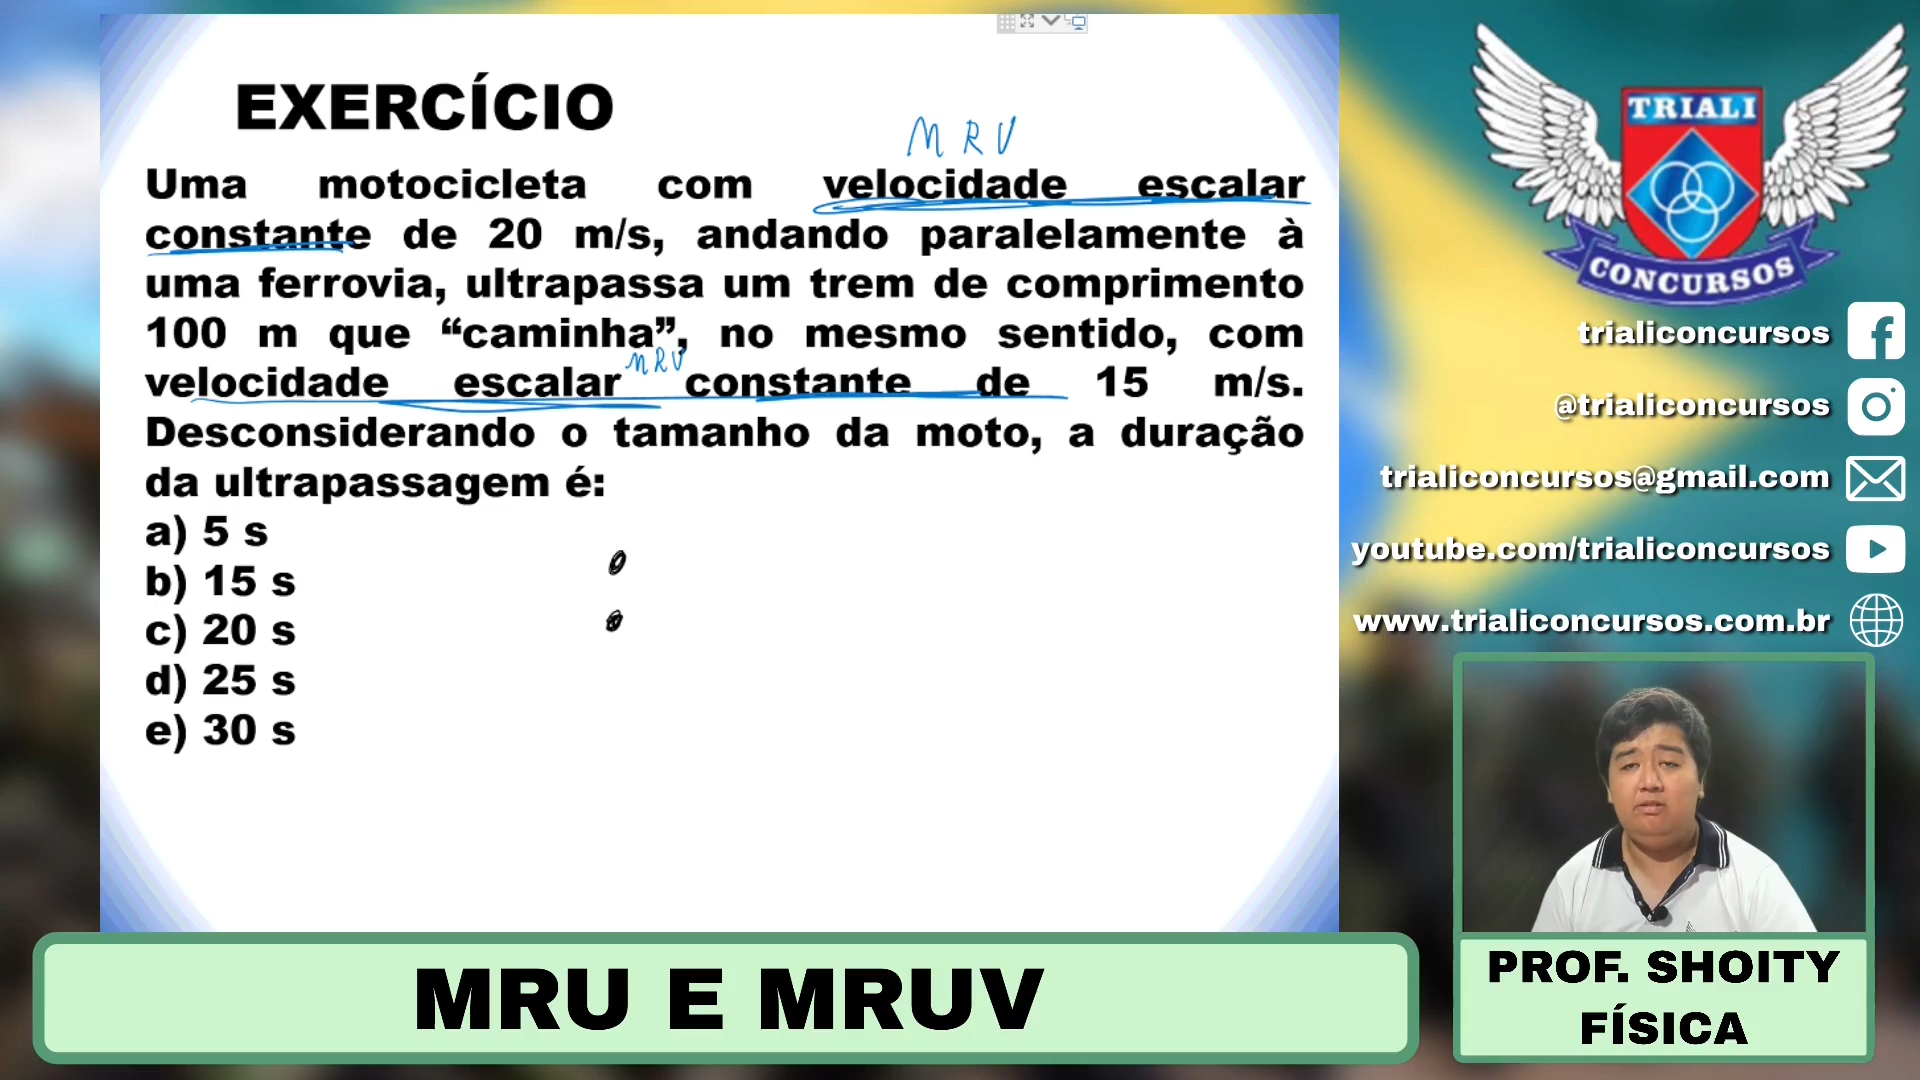 EXERCÍCIO
MRU
Uma motocicleta com velocidade escalar
constante de 20 m/s, andando paralelamente à
uma ferrovia, ultrapassa um trem de comprimento
100 m que “caminha”, no mesmo sentido, com
MRU
velocidade escalar constante de 15 m/s.
Desconsiderando o tamanho da moto, a duração
da ultrapassagem é:
a) 5 s
b) 15 s
c) 20 s
d) 25 s
e) 30 s
TRIALI
CONCURSOS
trialiconcursos
@trialiconcursos
trialiconcursos@gmail.com
youtube.com/trialiconcursos
www.trialiconcursos.com.br
MRU E MRUV
PROF. SHOITY
FÍSICA